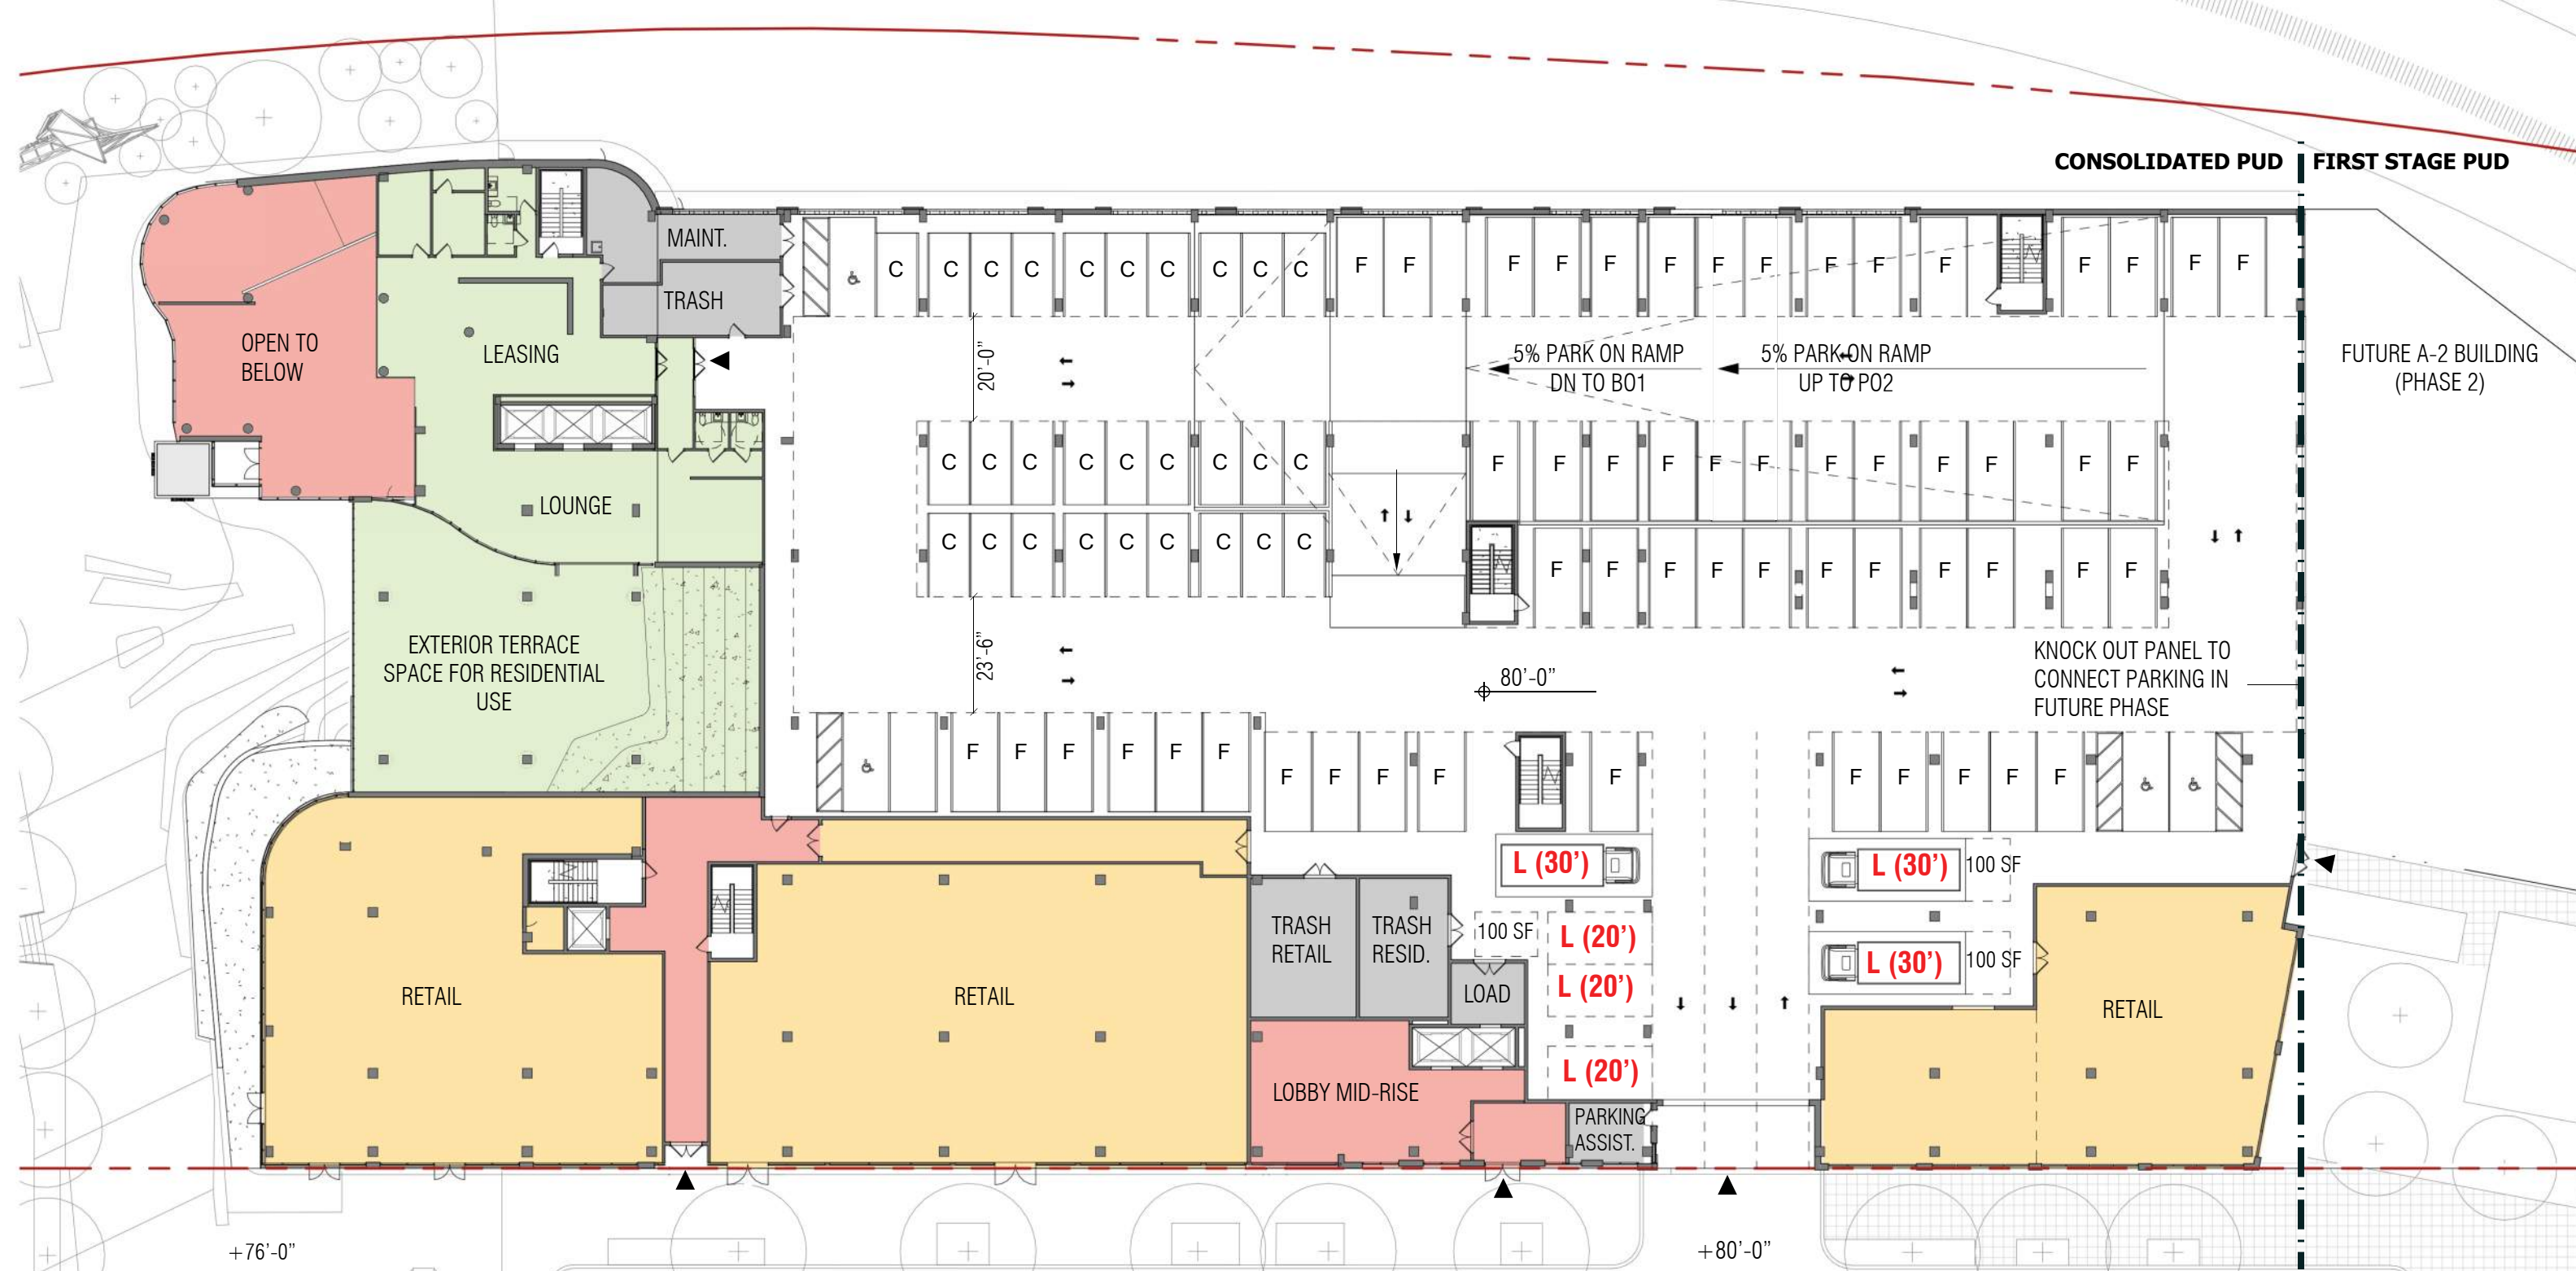 CONSOLIDATED PUD
FIRST STAGE PUD
MAINT.
C C C C C C C C C C F F F F F F F F F F F F F F F
TRASH
OPEN TO
BELOW
LEASING
20'-0"
5% PARK ON RAMP
DN TO B01
5% PARK ON RAMP
UP TO P02
FUTURE A-2 BUILDING
(PHASE 2)
C C C C C C C C C F F F F F F F F F F F F
LOUNGE
C C C C C C C C C F F F F F F F F F F F
EXTERIOR TERRACE
SPACE FOR RESIDENTIAL
USE
23'-6"
80'-0"
KNOCK OUT PANEL TO
CONNECT PARKING IN
FUTURE PHASE
F F F F F F F F F F F F F F F F
L (30')
L (30') 100 SF
TRASH
RETAIL
TRASH
RESID.
100 SF
L (20')
L (20')
L (30') 100 SF
LOAD
RETAIL
RETAIL
RETAIL
L (20')
LOBBY MID-RISE
PARKING
ASSIST.
+76'-0"
+80'-0"